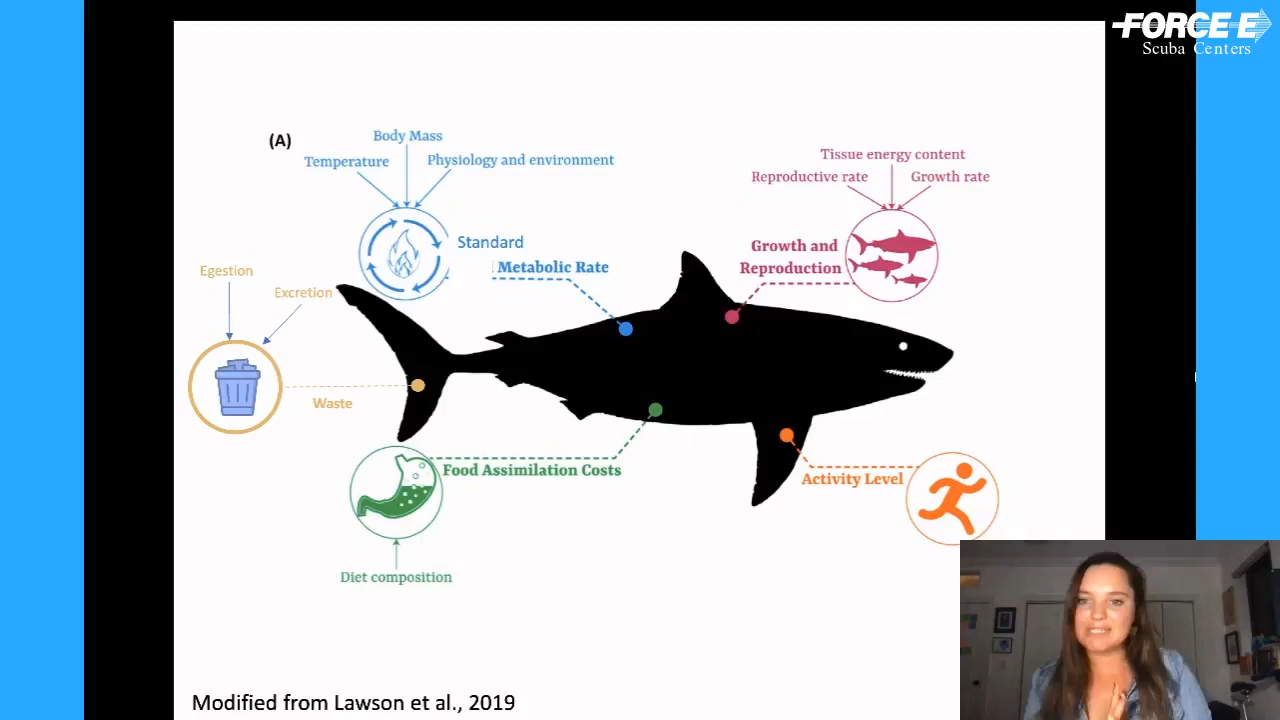 FORCE E
Scuba Centers
(A)
Body Mass
Temperature
Physiology and environment
Standard
Metabolic Rate
Tissue energy content
Reproductive rate
Growth rate
Growth and
Reproduction
Egestion
Excretion
Waste
Food Assimilation Costs
Activity Level
Diet composition
Modified from Lawson et al., 2019